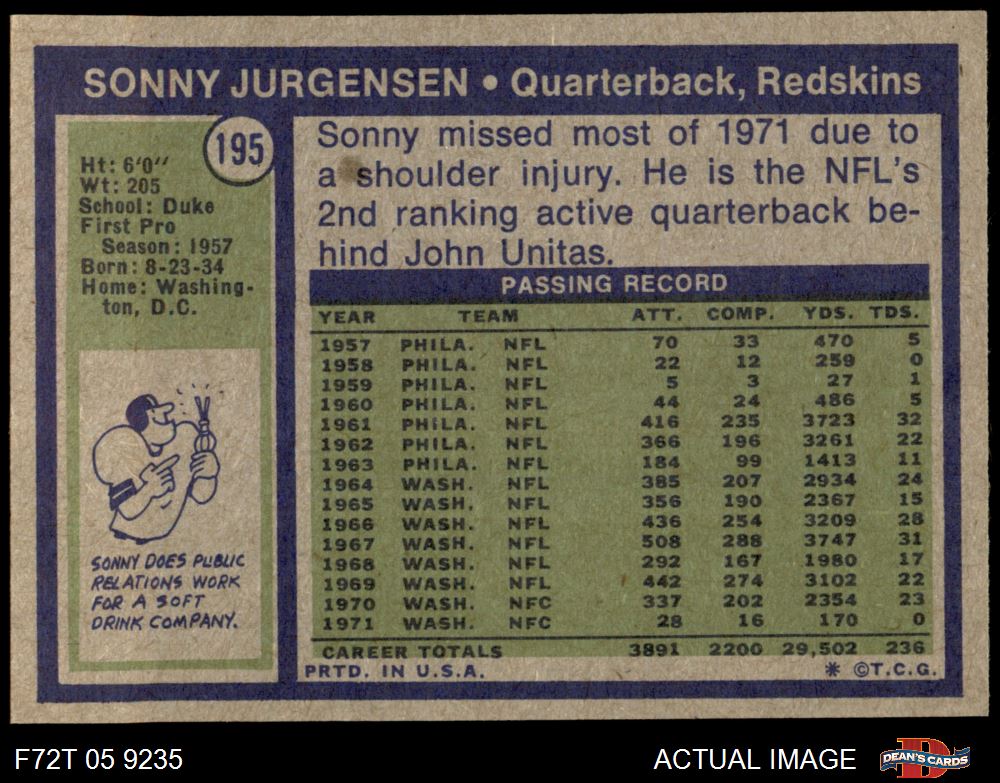 SONNY JURGENSEN • Quarterback, Redskins
195
Ht: 6'0"
Wt: 205
School: Duke
First Pro
Season: 1957
Born: 8-23-34
Home: Washing-
ton, D.C.
SONNY DOES PUBLIC
RELATIONS WORK
FOR A SOFT
DRINK COMPANY.
Sonny missed most of 1971 due to
a shoulder injury. He is the NFL's
2nd ranking active quarterback be-
hind John Unitas.
PASSING RECORD
YEAR TEAM ATT. COMP. YDS. TDS.
1957 PHILA. NFL 70 33 470 5
1958 PHILA. NFL 22 12 259 0
1959 PHILA. NFL 5 3 27 1
1960 PHILA. NFL 44 24 486 5
1961 PHILA. NFL 416 235 3723 32
1962 PHILA. NFL 366 196 3261 22
1963 PHILA. NFL 184 99 1413 11
1964 WASH. NFL 385 207 2934 24
1965 WASH. NFL 356 190 2367 15
1966 WASH. NFL 436 254 3209 28
1967 WASH. NFL 508 288 3747 31
1968 WASH. NFL 292 167 1980 17
1969 WASH. NFL 442 274 3102 22
1970 WASH. NFC 337 202 2354 23
1971 WASH. NFC 28 16 170 0
CAREER TOTALS 3891 2200 29,502 236
PRTD. IN U.S.A. * ©T.C.G.
F72T 05 9235 ACTUAL IMAGE DEAN'S CARDS